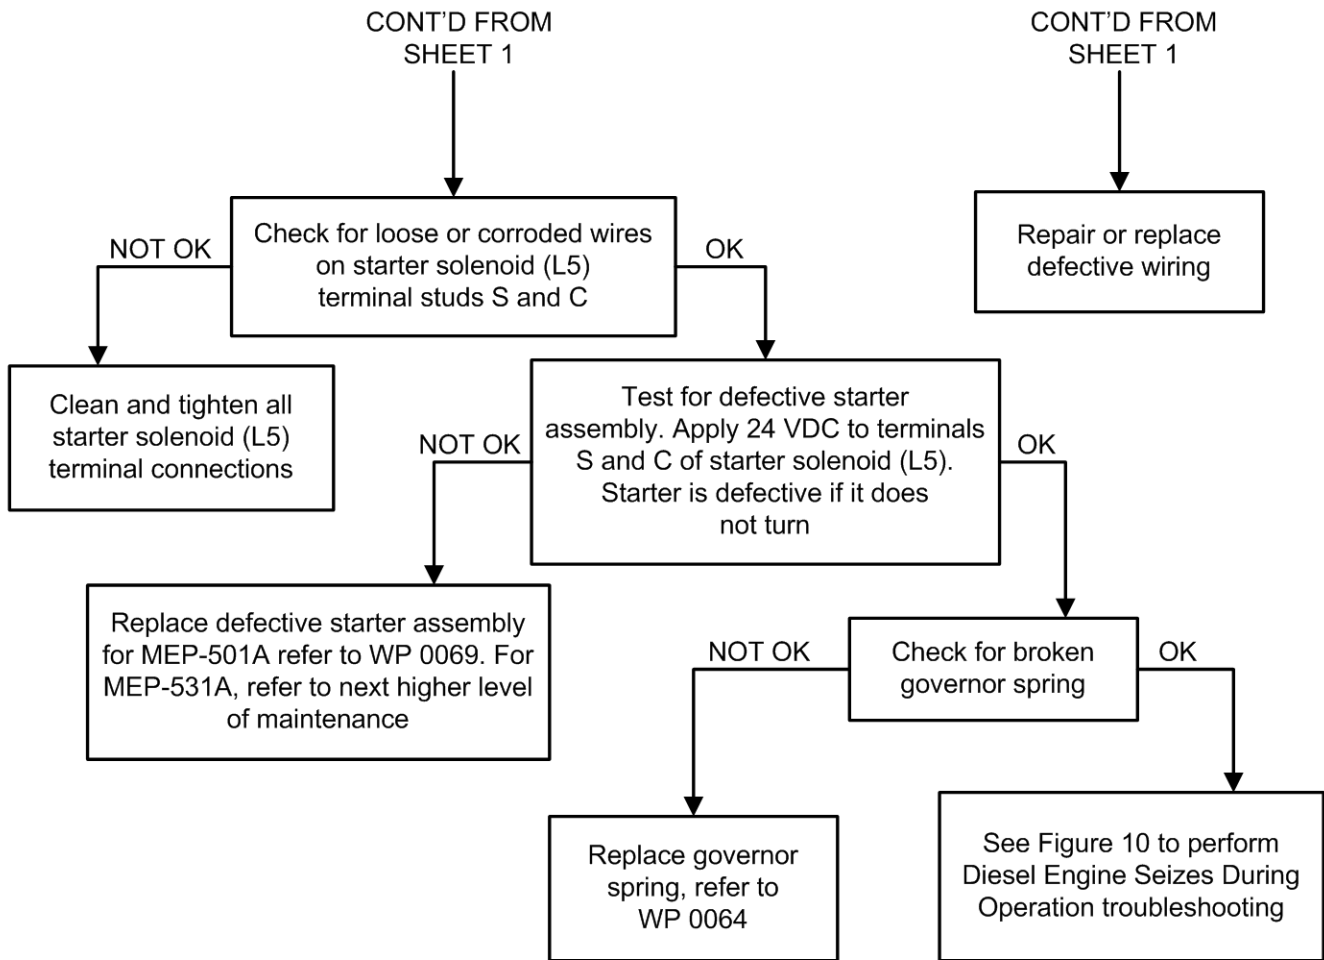 CONT'D FROM
SHEET 1
CONT'D FROM
SHEET 1
NOT OK
Check for loose or corroded wires
on starter solenoid (L5)
terminal studs S and C
OK
Repair or replace
defective wiring
Clean and tighten all
starter solenoid (L5)
terminal connections
NOT OK
Test for defective starter
assembly. Apply 24 VDC to terminals
S and C of starter solenoid (L5).
Starter is defective if it does
not turn
OK
Replace defective starter assembly
for MEP-501A refer to WP 0069. For
MEP-531A, refer to next higher level
of maintenance
NOT OK
Check for broken
governor spring
OK
Replace governor
spring, refer to
WP 0064
See Figure 10 to perform
Diesel Engine Seizes During
Operation troubleshooting